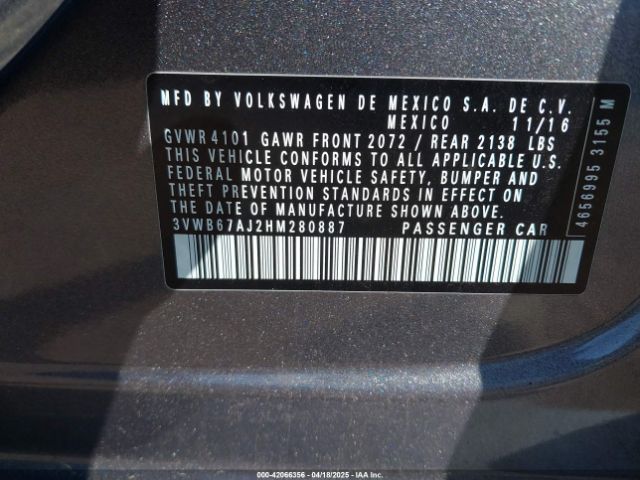 MFD BY VOLKSWAGEN DE MEXICO S.A. DE C.V.
MEXICO 11/16
GVWR 4101 GAWR FRONT 2072 / REAR 2138 LBS
THIS VEHICLE CONFORMS TO ALL APPLICABLE U.S.
FEDERAL MOTOR VEHICLE SAFETY, BUMPER AND
THEFT PREVENTION STANDARDS IN EFFECT ON
THE DATE OF MANUFACTURE SHOWN ABOVE.
3VWB67AJ2HM280887 PASSENGER CAR
4656995 3155 M
000-42066356 - 04/18/2025 - IAA Inc.